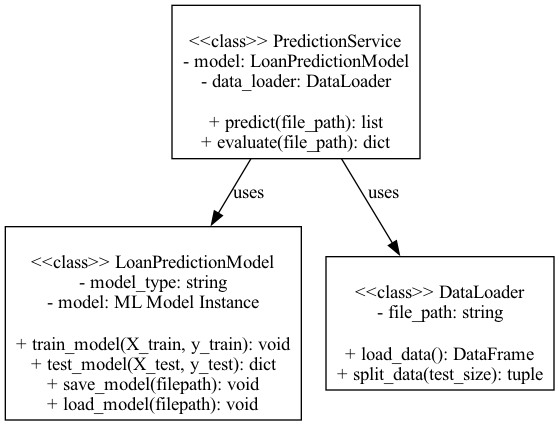 <<class>> PredictionService
- model: LoanPredictionModel
- data_loader: DataLoader
+ predict(file_path): list
+ evaluate(file_path): dict
uses
uses
<<class>> LoanPredictionModel
- model_type: string
- model: ML Model Instance
+ train_model(X_train, y_train): void
+ test_model(X_test, y_test): dict
+ save_model(filepath): void
+ load_model(filepath): void
<<class>> DataLoader
- file_path: string
+ load_data(): DataFrame
+ split_data(test_size): tuple